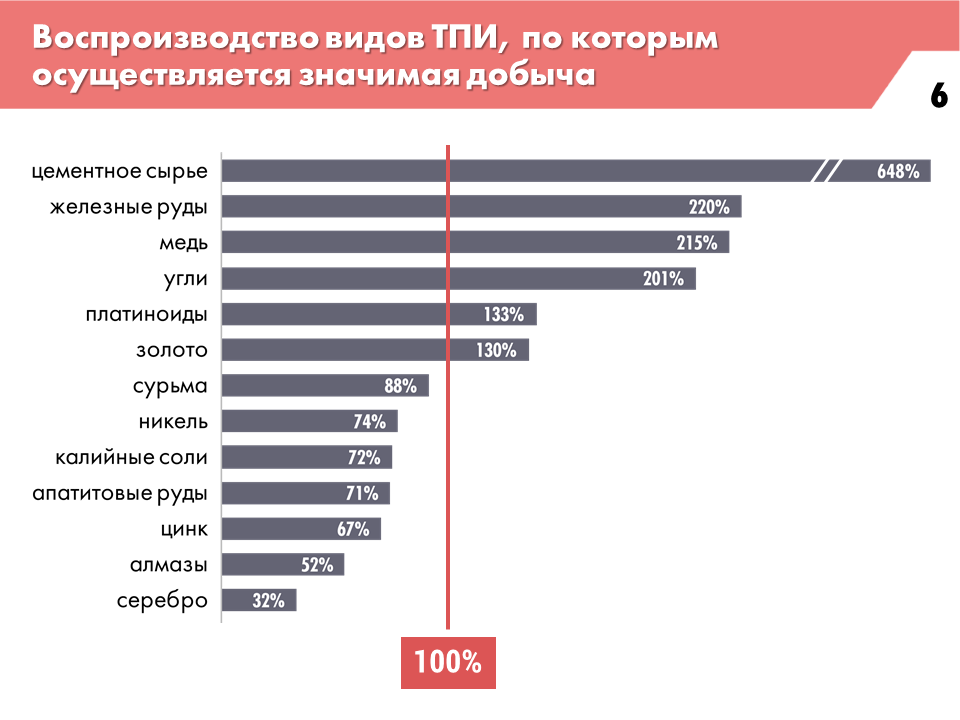 Воспроизводство видов ТПИ, по которым
осуществляется значимая добыча
6
цементное сырье 648%
железные руды 220%
медь 215%
угли 201%
платиноиды 133%
золото 130%
сурьма 88%
никель 74%
калийные соли 72%
апатитовые руды 71%
цинк 67%
алмазы 52%
серебро 32%
100%